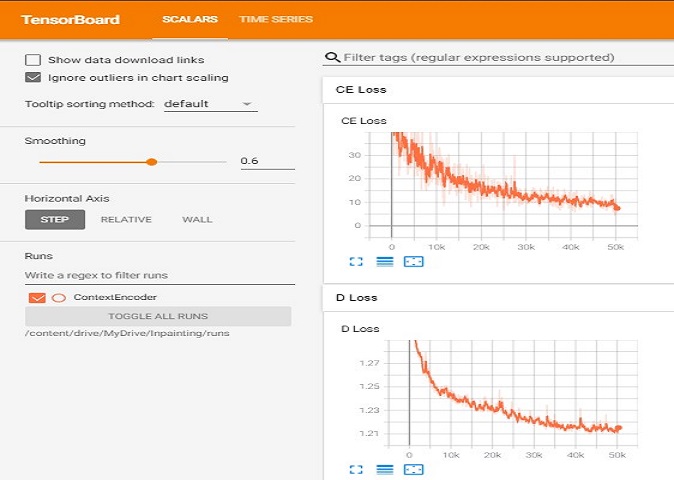 TensorBoard SCALARS TIME SERIES
Show data download links
Ignore outliers in chart scaling
Tooltip sorting method: default
Smoothing
0.6
Horizontal Axis
STEP RELATIVE WALL
Runs
Write a regex to filter runs
ContextEncoder
TOGGLE ALL RUNS
/content/drive/MyDrive/Inpainting/runs
Filter tags (regular expressions supported)
CE Loss
CE Loss
30
20
10
0
0 10k 20k 30k 40k 50k
D Loss
D Loss
1.27
1.25
1.23
1.21
0 10k 20k 30k 40k 50k